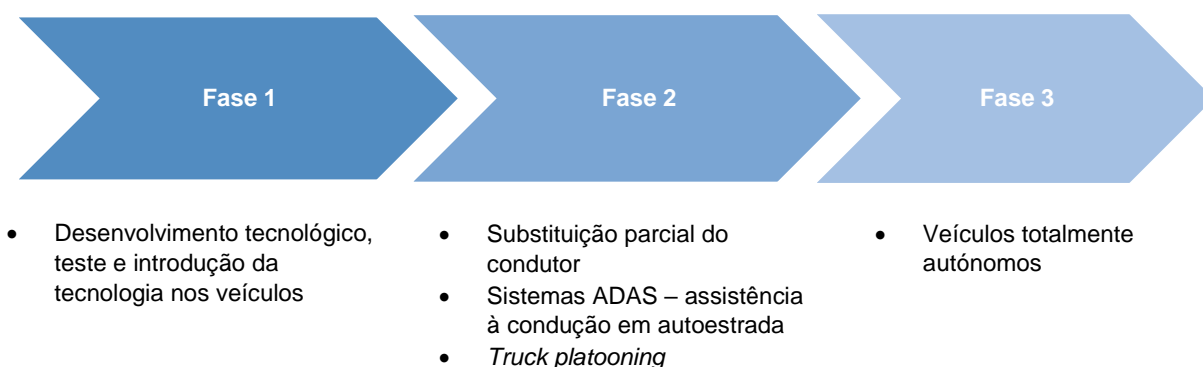 Fase 1
Fase 2
Fase 3
• Desenvolvimento tecnológico,
teste e introdução da
tecnologia nos veículos
• Substituição parcial do
condutor
• Sistemas ADAS – assistência
à condução em autoestrada
• Truck platooning
• Veículos totalmente
autónomos